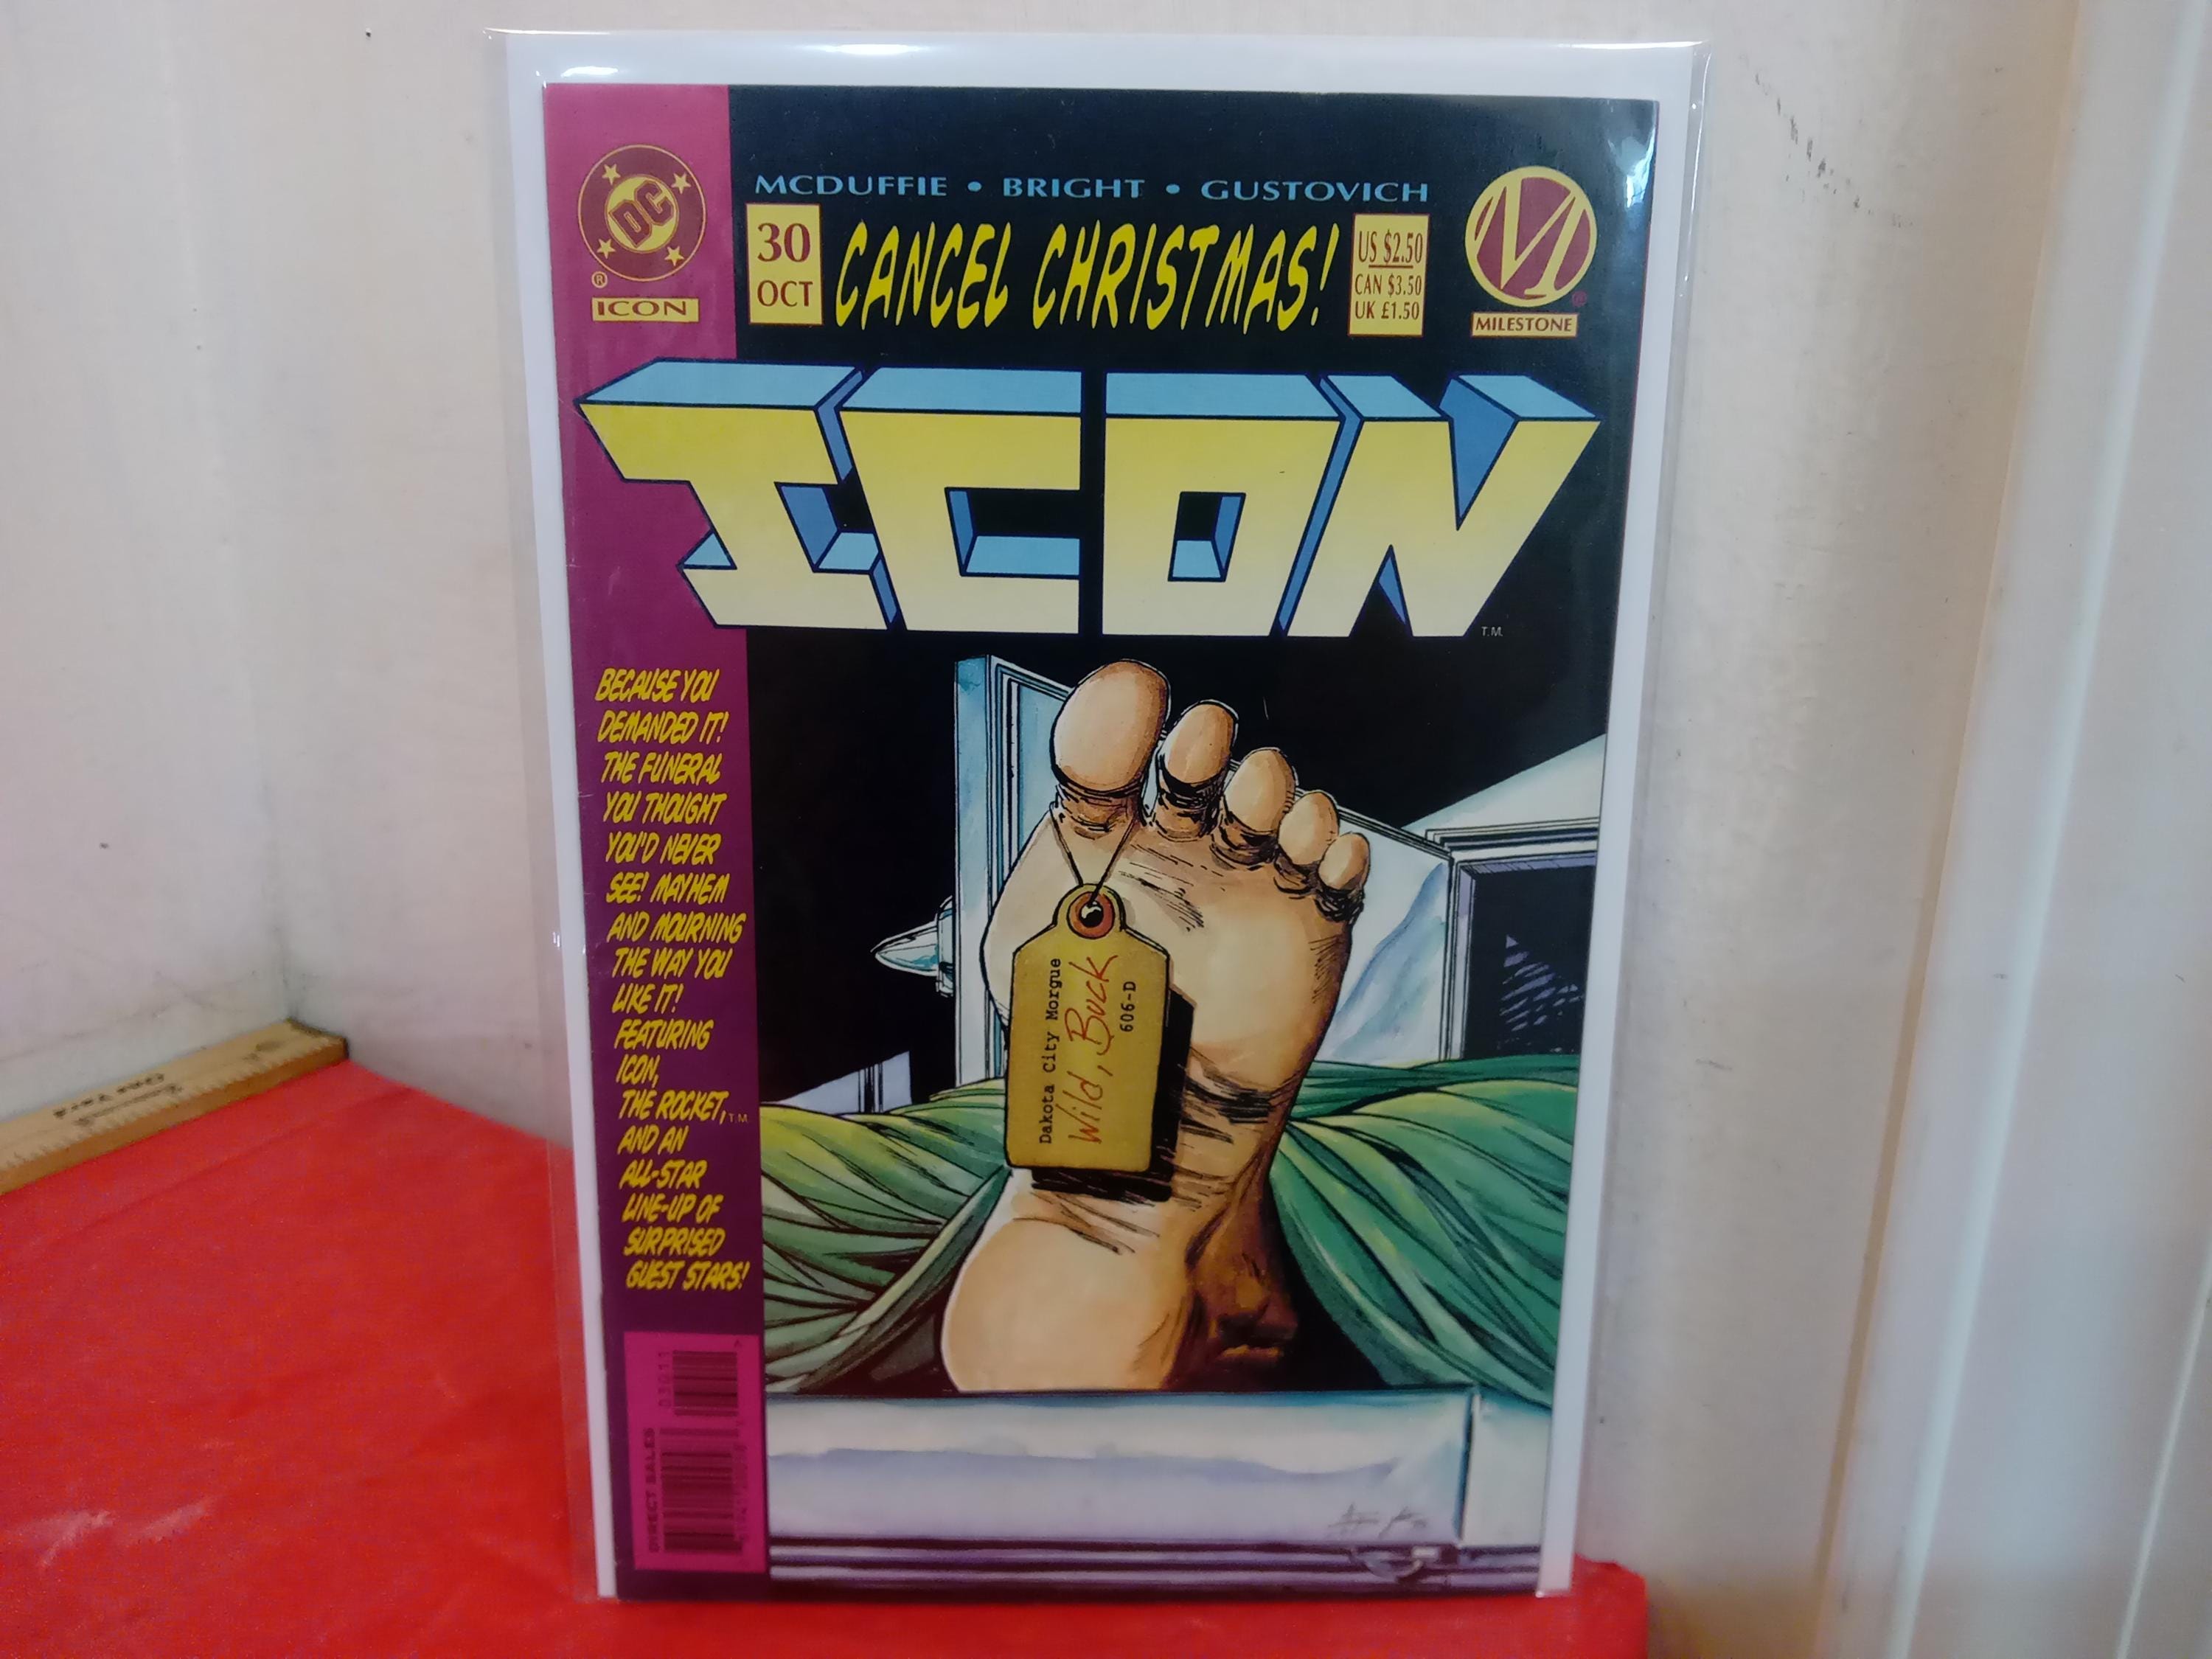 MCDUFFIE • BRIGHT • GUSTOVICH
DC
®
ICON
30
OCT
CANCEL CHRISTMAS!
US $2.50
CAN $3.50
UK £1.50
M
®
MILESTONE
ICON
T.M.
BECAUSE YOU
DEMANDED IT!
THE FUNERAL
YOU THOUGHT
YOU'D NEVER
SEE! MAYHEM
AND MOURNING
THE WAY YOU
LIKE IT!
FEATURING
ICON,
THE ROCKET, T.M.
AND AN
ALL-STAR
LINE-UP OF
SURPRISED
GUEST STARS!
Dakota City Morgue
Wild, Buck
606-D
03011
DIRECT SALES